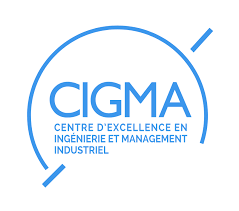 CIGMA
CENTRE D'EXCELLENCE EN
INGÉNIERIE ET MANAGEMENT
INDUSTRIEL